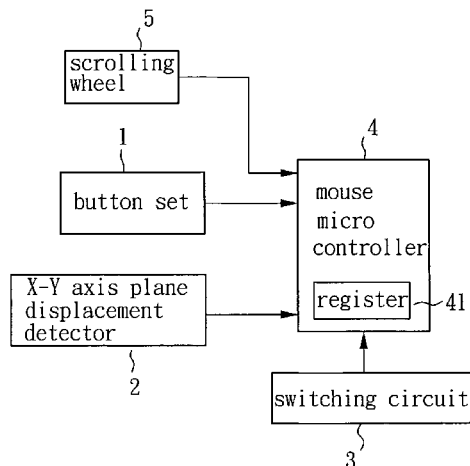 5
scrolling
wheel
1
button set
4
mouse
micro
controller
register
41
X-Y axis plane
displacement
detector
2
switching circuit
3